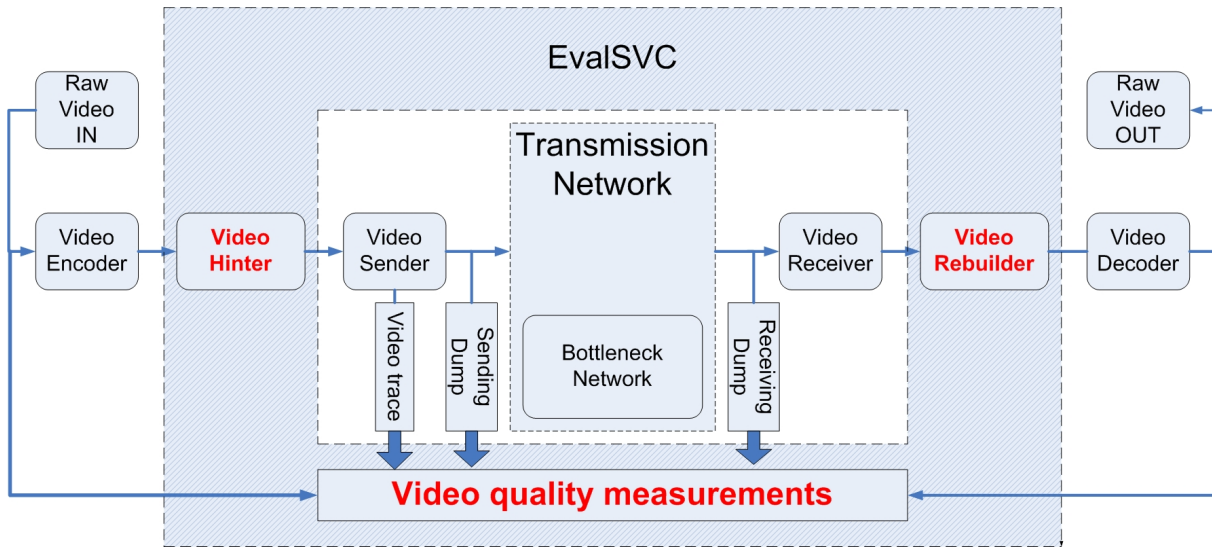 EvalSVC
Raw
Video
IN
Raw
Video
OUT
Transmission
Network
Video
Encoder
Video
Hinter
Video
Sender
Video
Receiver
Video
Rebuilder
Video
Decoder
Video trace
Sending
Dump
Bottleneck
Network
Receiving
Dump
Video quality measurements